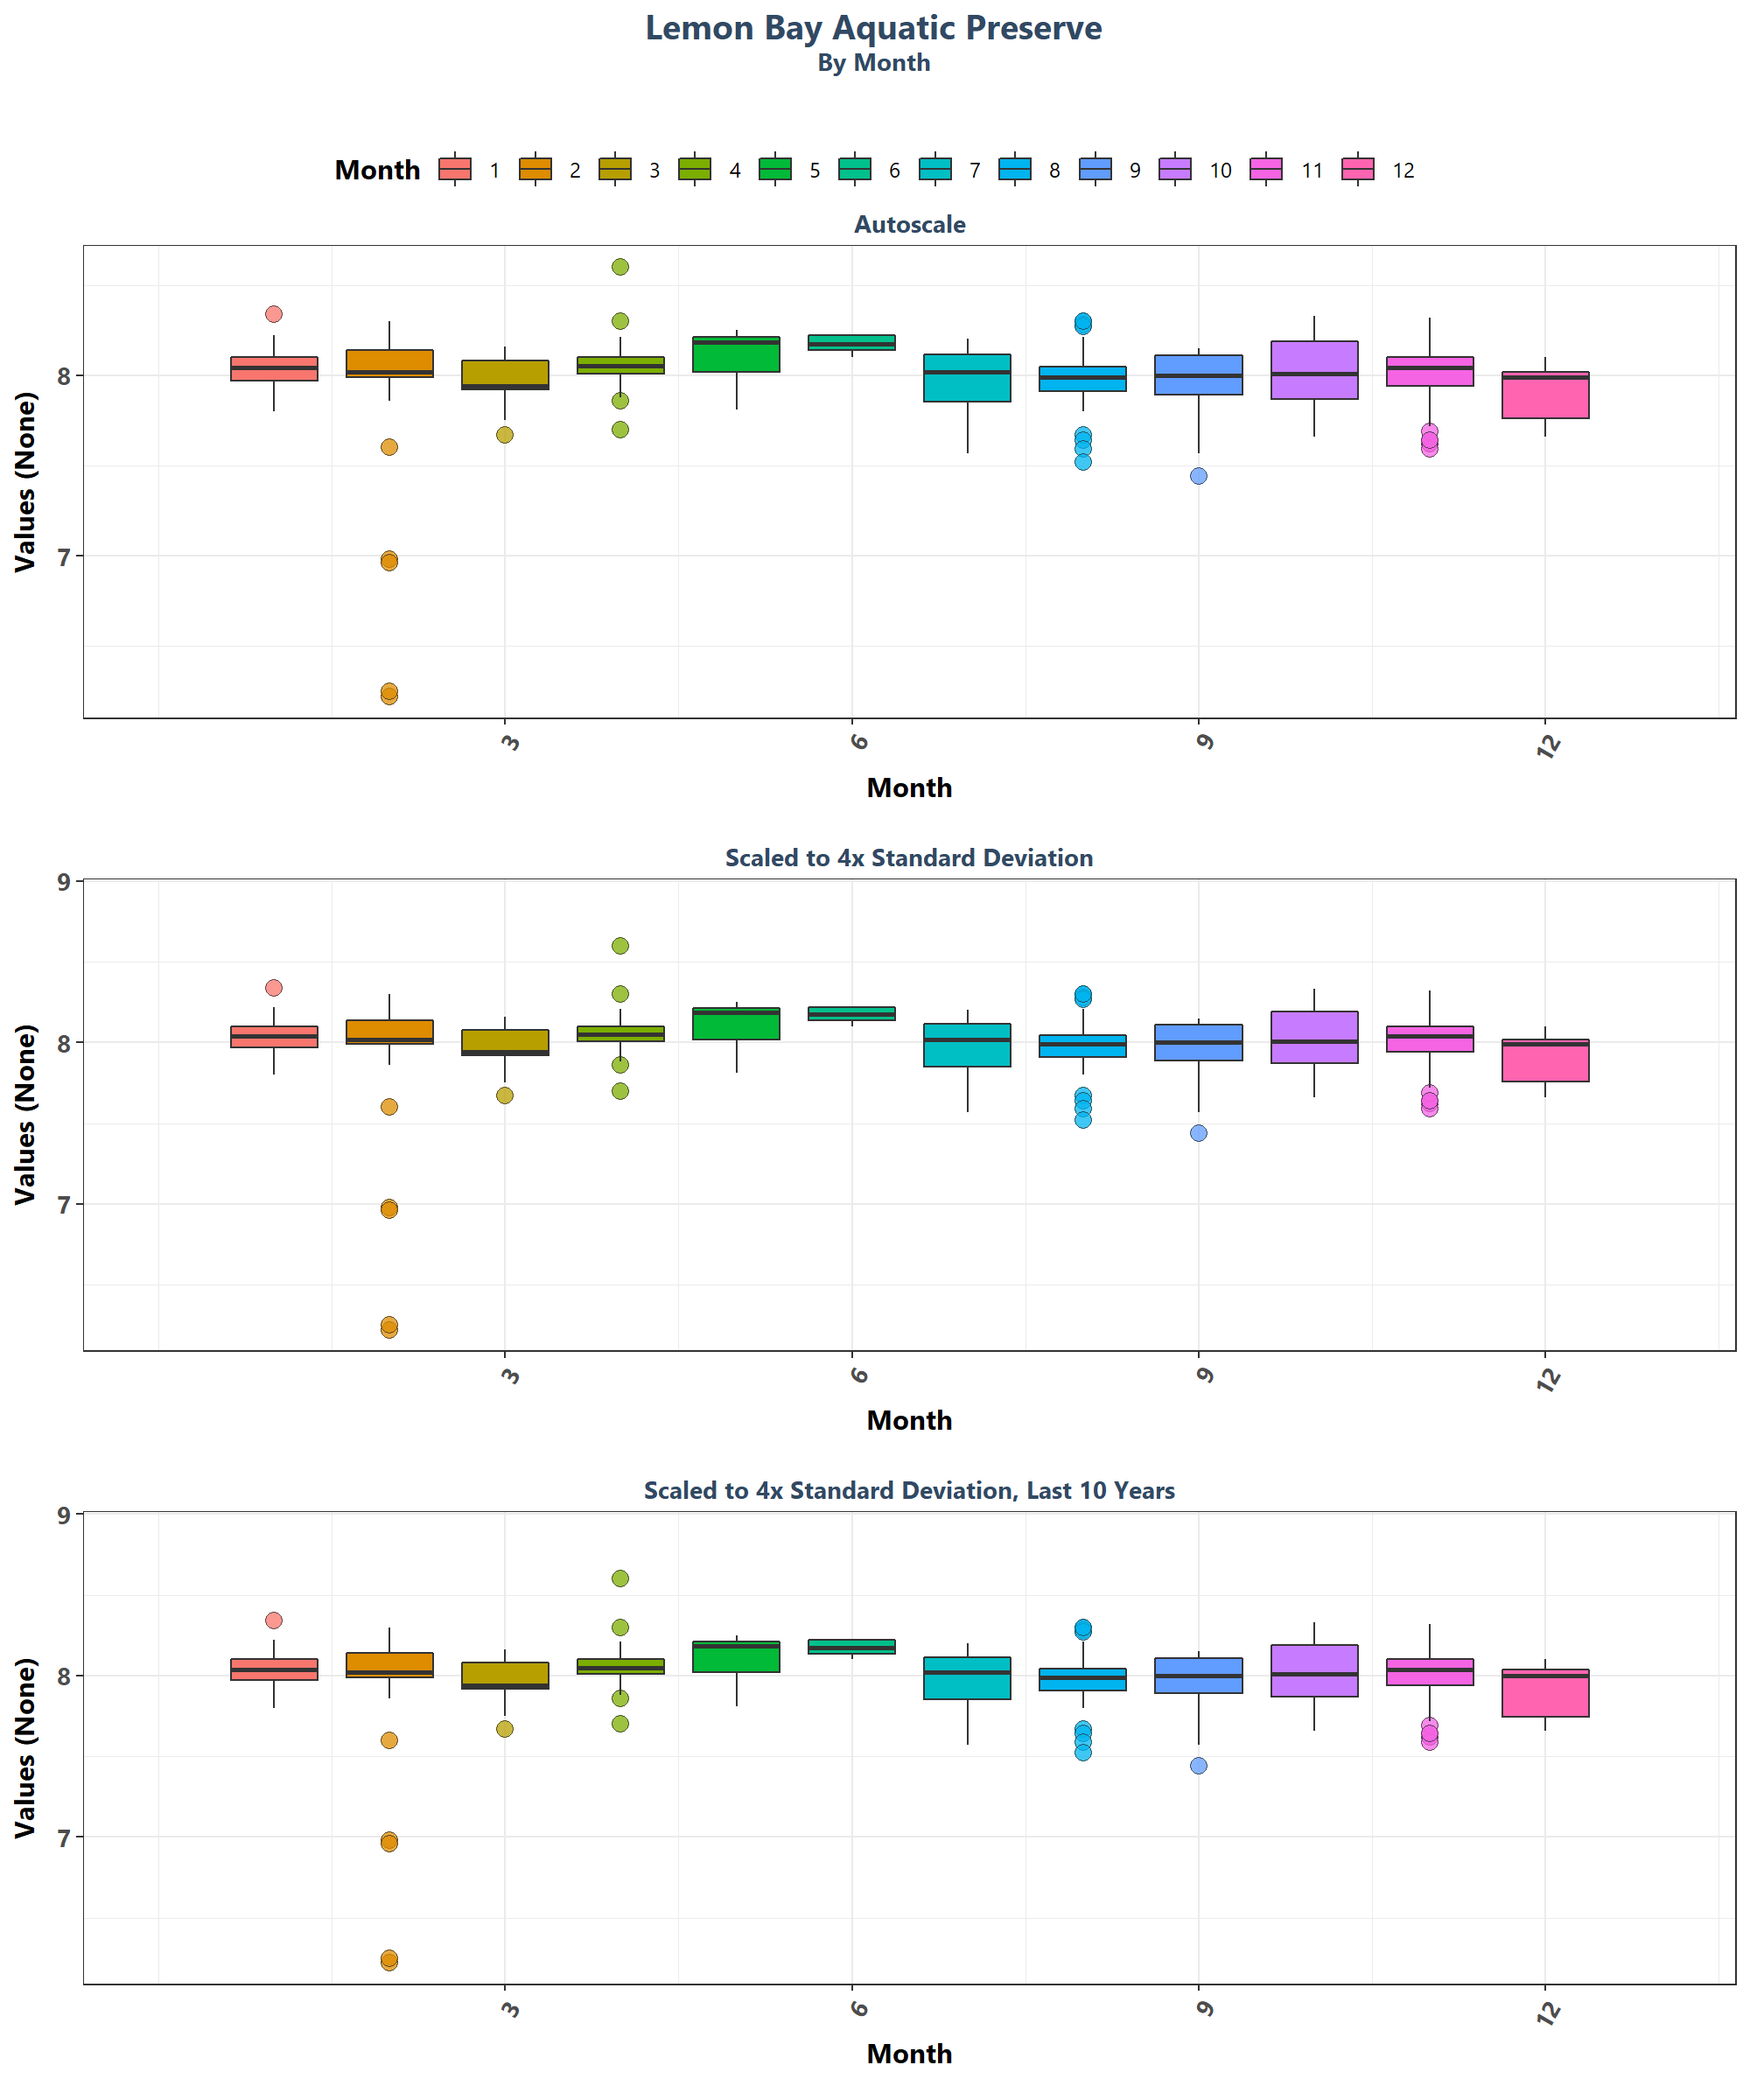 Lemon Bay Aquatic Preserve
By Month
Month 1 2 3 4 5 6 7 8 9 10 11 12
Autoscale
Values (None)
8
7
3 6 9 12
Month
Scaled to 4x Standard Deviation
Values (None)
9
8
7
3 6 9 12
Month
Scaled to 4x Standard Deviation, Last 10 Years
Values (None)
9
8
7
3 6 9 12
Month